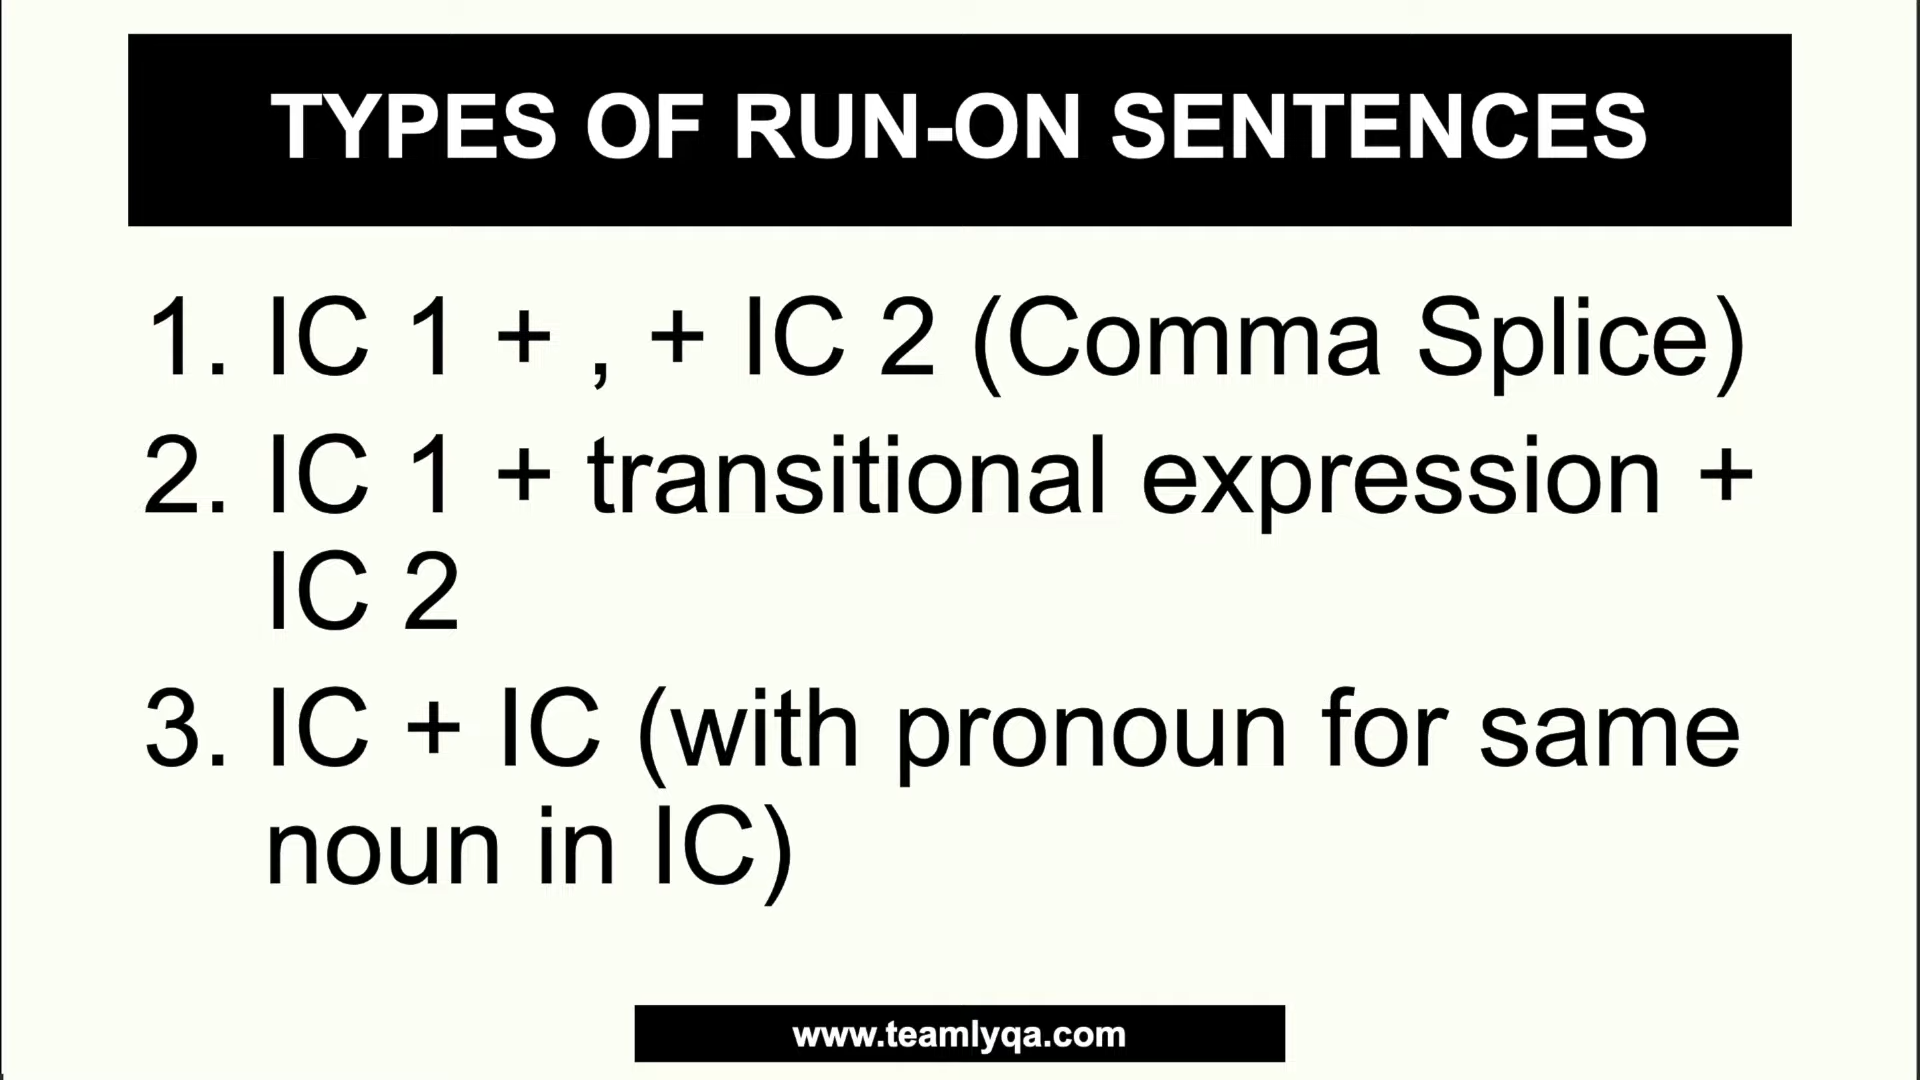 TYPES OF RUN-ON SENTENCES
1. IC 1 + , + IC 2 (Comma Splice)
2. IC 1 + transitional expression +
IC 2
3. IC + IC (with pronoun for same
noun in IC)
www.teamlyqa.com